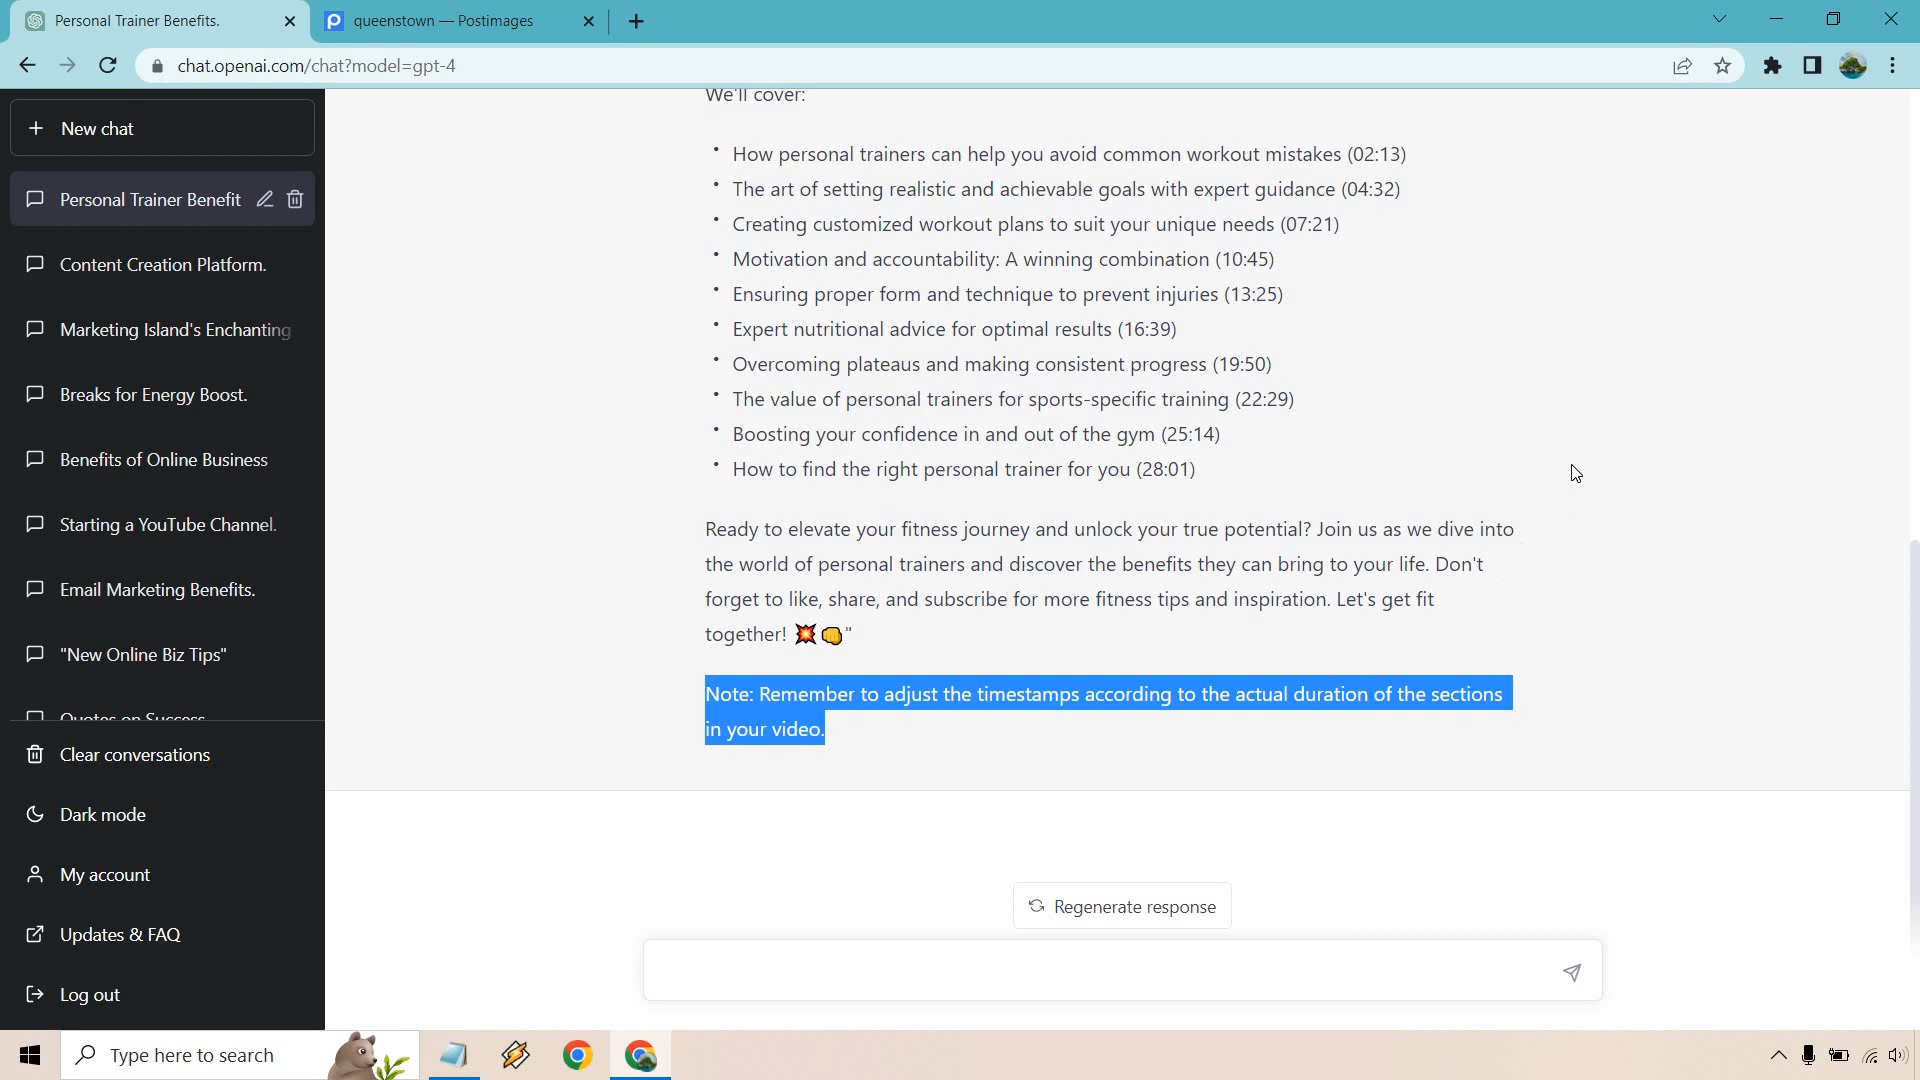 Personal Trainer Benefits.
queenstown — Postimages
chat.openai.com/chat?model=gpt-4
New chat
Personal Trainer Benefit
Content Creation Platform.
Marketing Island's Enchanting
Breaks for Energy Boost.
Benefits of Online Business
Starting a YouTube Channel.
Email Marketing Benefits.
"New Online Biz Tips"
Quotes on Success
Clear conversations
Dark mode
My account
Updates & FAQ
Log out
We'll cover:
• How personal trainers can help you avoid common workout mistakes (02:13)
• The art of setting realistic and achievable goals with expert guidance (04:32)
• Creating customized workout plans to suit your unique needs (07:21)
• Motivation and accountability: A winning combination (10:45)
• Ensuring proper form and technique to prevent injuries (13:25)
• Expert nutritional advice for optimal results (16:39)
• Overcoming plateaus and making consistent progress (19:50)
• The value of personal trainers for sports-specific training (22:29)
• Boosting your confidence in and out of the gym (25:14)
• How to find the right personal trainer for you (28:01)
Ready to elevate your fitness journey and unlock your true potential? Join us as we dive into
the world of personal trainers and discover the benefits they can bring to your life. Don't
forget to like, share, and subscribe for more fitness tips and inspiration. Let's get fit
together! 💥👊"
Note: Remember to adjust the timestamps according to the actual duration of the sections
in your video.
Regenerate response
Type here to search